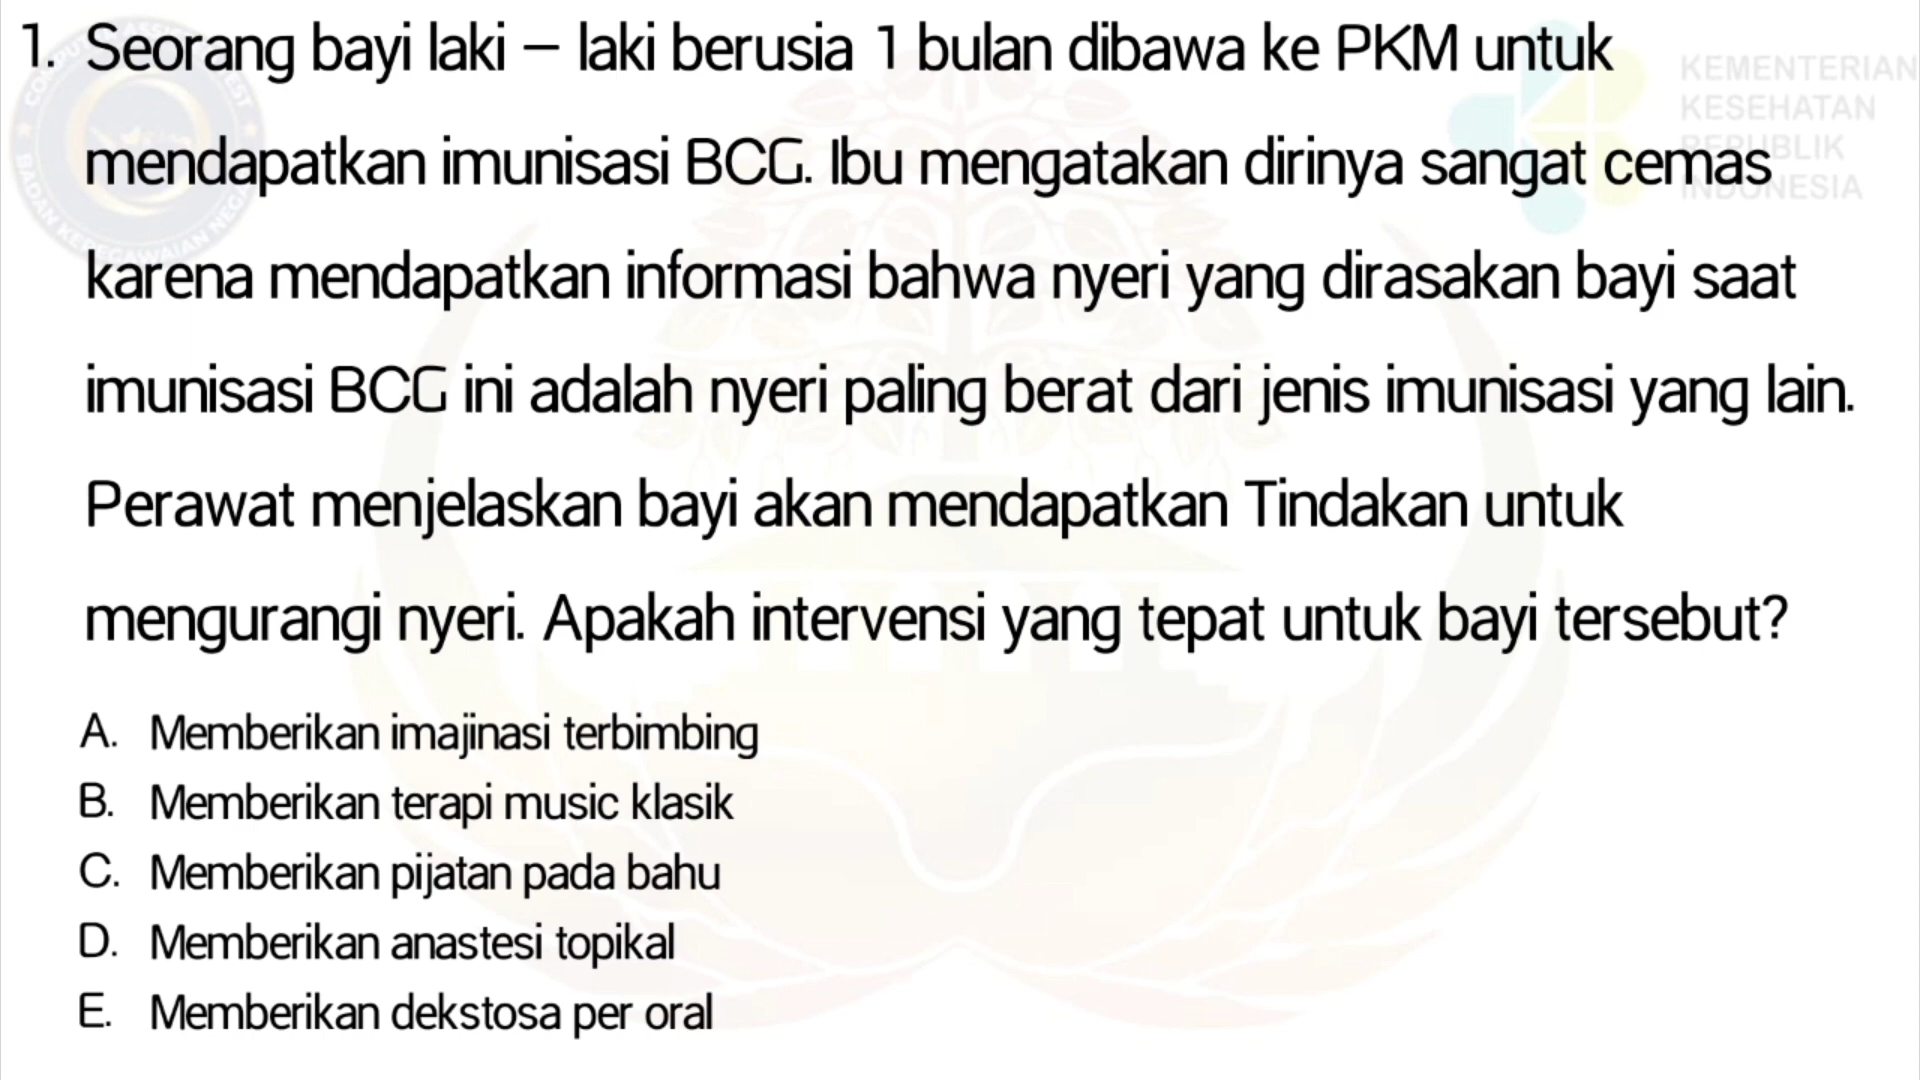 1. Seorang bayi laki – laki berusia 1 bulan dibawa ke PKM untuk
mendapatkan imunisasi BCG. Ibu mengatakan dirinya sangat cemas
karena mendapatkan informasi bahwa nyeri yang dirasakan bayi saat
imunisasi BCG ini adalah nyeri paling berat dari jenis imunisasi yang lain.
Perawat menjelaskan bayi akan mendapatkan Tindakan untuk
mengurangi nyeri. Apakah intervensi yang tepat untuk bayi tersebut?
A. Memberikan imajinasi terbimbing
B. Memberikan terapi music klasik
C. Memberikan pijatan pada bahu
D. Memberikan anastesi topikal
E. Memberikan dekstosa per oral
KEMENTERIAN
KESEHATAN
REPUBLIK
INDONESIA